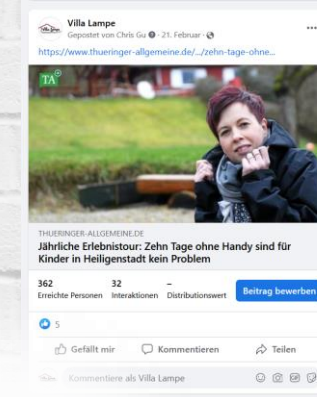 Villa Lampe
Gepostet von Chris Gu · 21. Februar ·
https://www.thueringer-allgemeine.de/.../zehn-tage-ohne...
TA+
THUERINGER-ALLGEMEINE.DE
Jährliche Erlebnistour: Zehn Tage ohne Handy sind für
Kinder in Heiligenstadt kein Problem
362 32 –
Erreichte Personen Interaktionen Distributionswert
Beitrag bewerben
5
Gefällt mir Kommentieren Teilen
Kommentiere als Villa Lampe
GIF